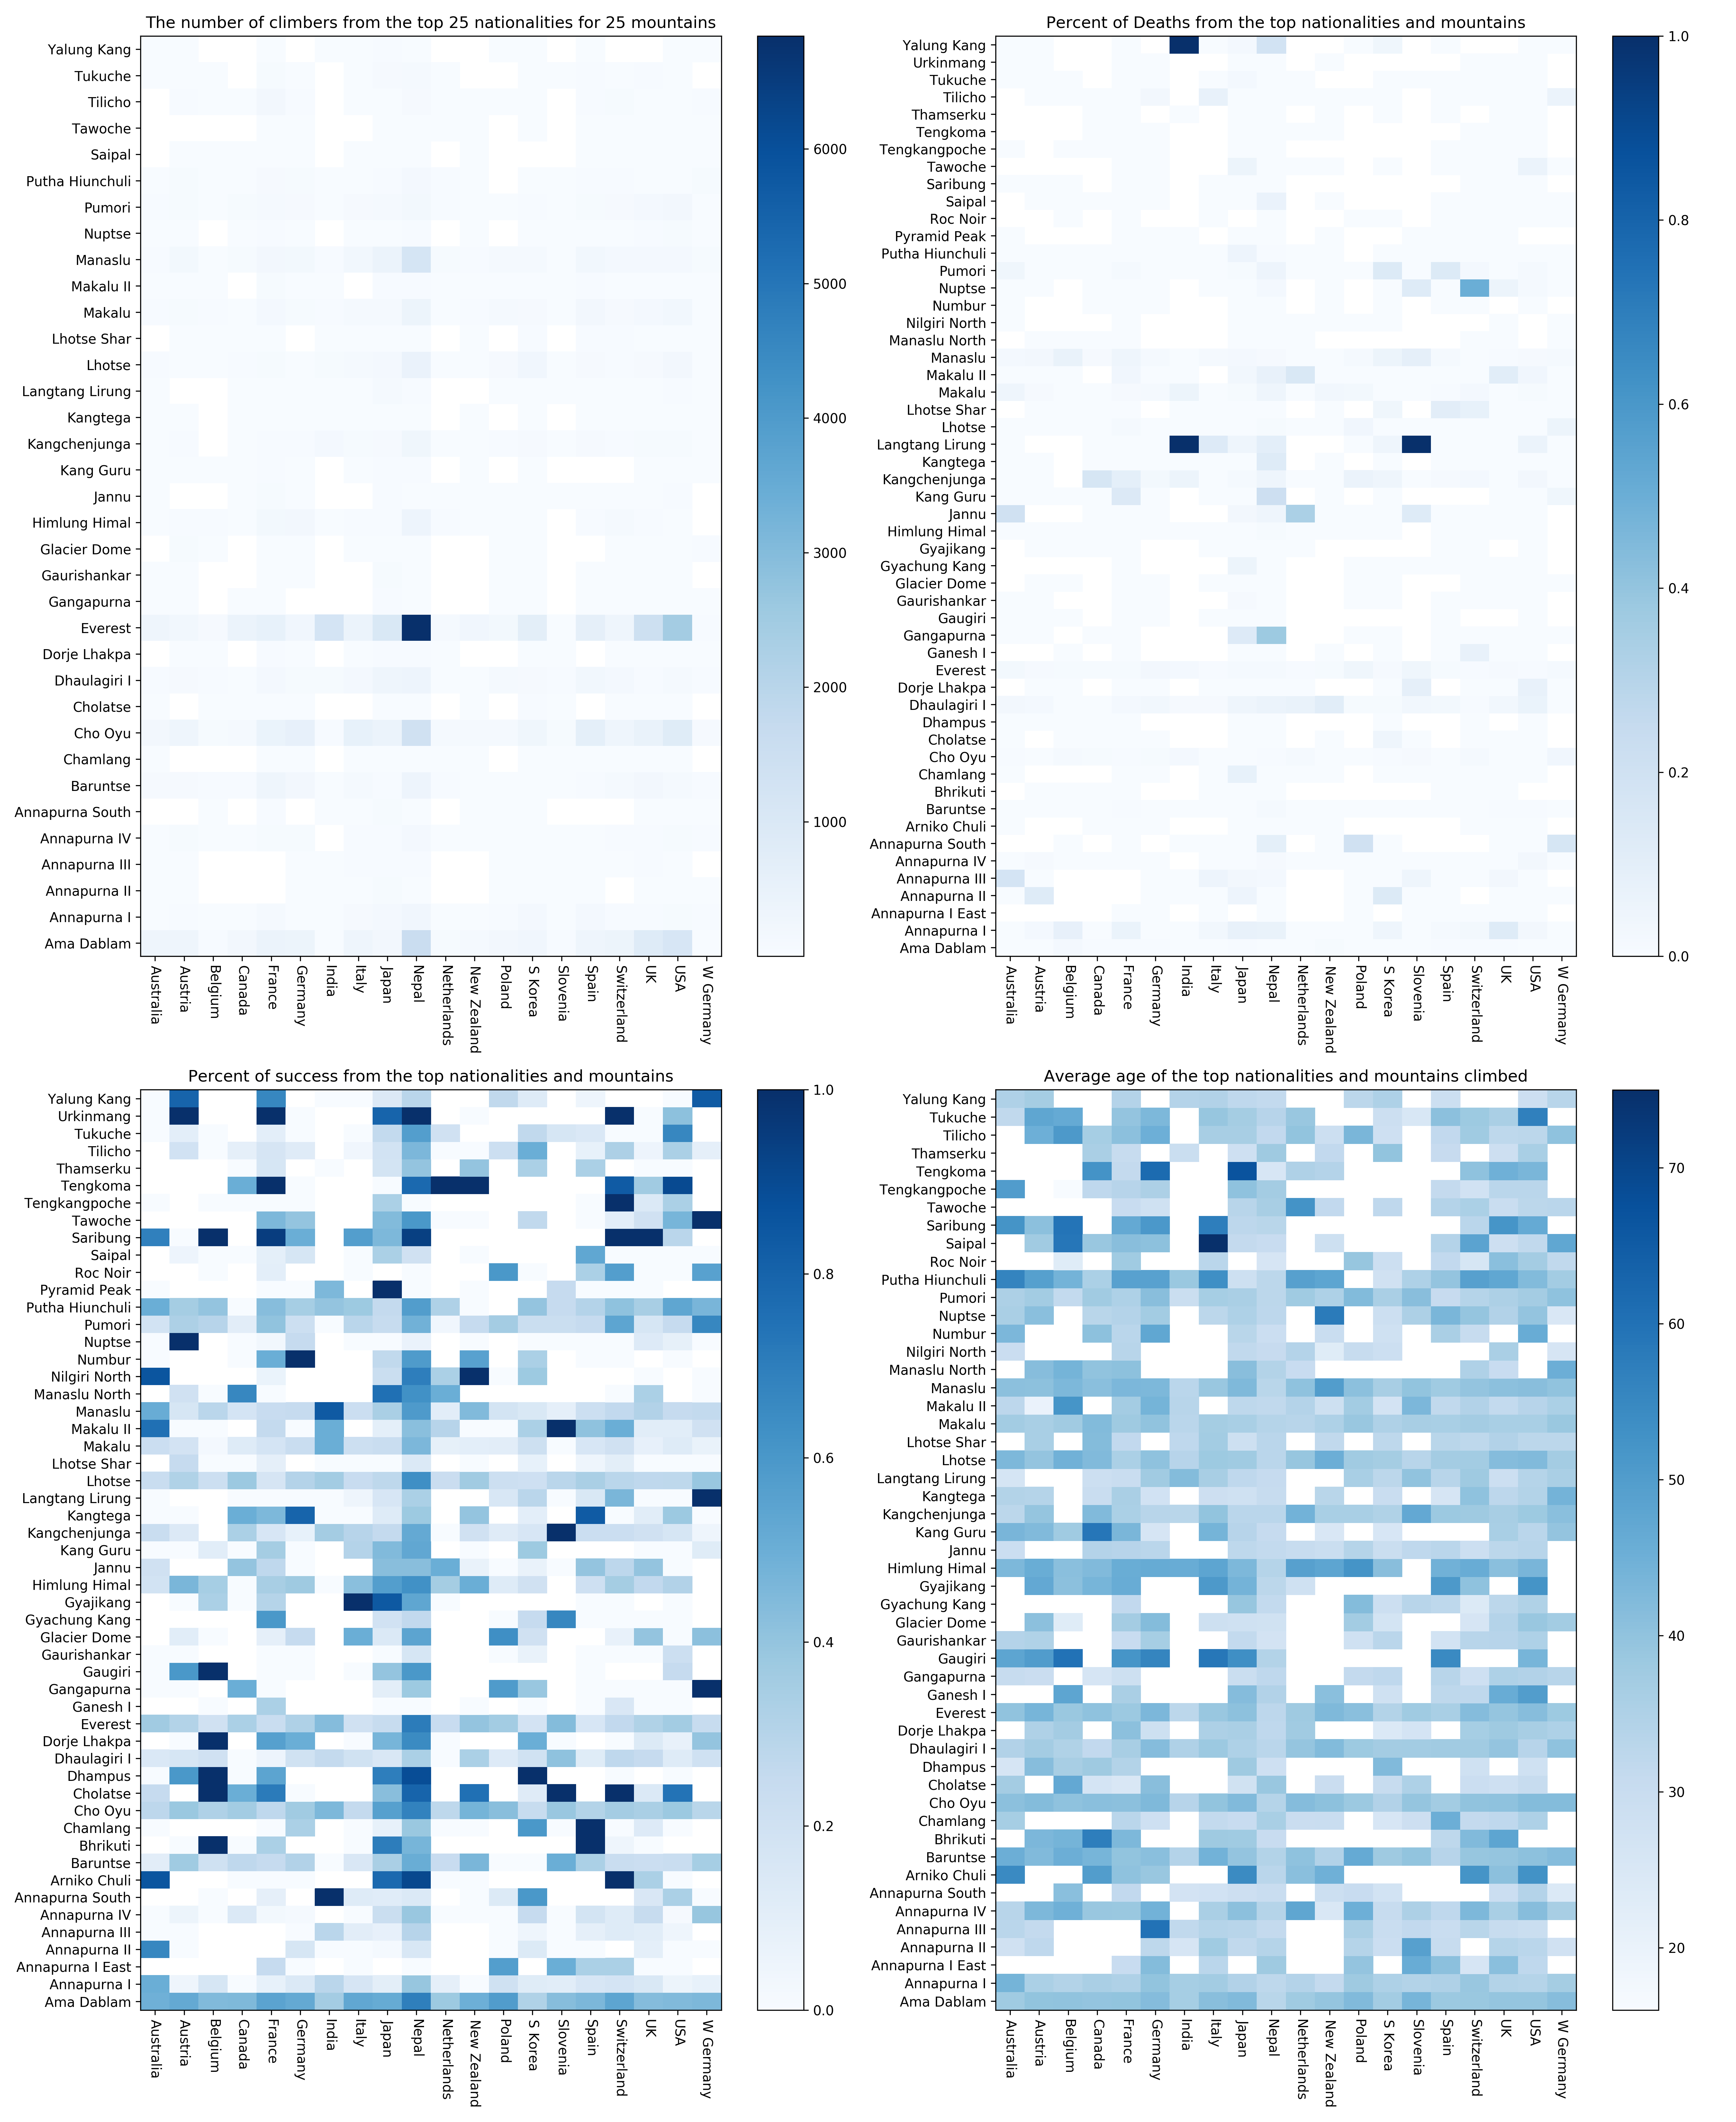 The number of climbers from the top 25 nationalities for 25 mountains
Yalung Kang
Tukuche
Tilicho
Tawoche
Saipal
Putha Hiunchuli
Pumori
Nuptse
Manaslu
Makalu II
Makalu
Lhotse Shar
Lhotse
Langtang Lirung
Kangtega
Kangchenjunga
Kang Guru
Jannu
Himlung Himal
Glacier Dome
Gaurishankar
Gangapurna
Everest
Dorje Lhakpa
Dhaulagiri I
Cholatse
Cho Oyu
Chamlang
Baruntse
Annapurna South
Annapurna IV
Annapurna III
Annapurna II
Annapurna I
Ama Dablam
Australia
Austria
Belgium
Canada
France
Germany
India
Italy
Japan
Nepal
Netherlands
New Zealand
Poland
S Korea
Slovenia
Spain
Switzerland
UK
USA
W Germany
6000
5000
4000
3000
2000
1000
Percent of Deaths from the top nationalities and mountains
Yalung Kang
Urkinmang
Tukuche
Tilicho
Thamserku
Tengkoma
Tengkangpoche
Tawoche
Saribung
Saipal
Roc Noir
Pyramid Peak
Putha Hiunchuli
Pumori
Nuptse
Numbur
Nilgiri North
Manaslu North
Manaslu
Makalu II
Makalu
Lhotse Shar
Lhotse
Langtang Lirung
Kangtega
Kangchenjunga
Kang Guru
Jannu
Himlung Himal
Gyajikang
Gyachung Kang
Glacier Dome
Gaurishankar
Gaugiri
Gangapurna
Ganesh I
Everest
Dorje Lhakpa
Dhaulagiri I
Dhampus
Cholatse
Cho Oyu
Chamlang
Bhrikuti
Baruntse
Arniko Chuli
Annapurna South
Annapurna IV
Annapurna III
Annapurna II
Annapurna I East
Annapurna I
Ama Dablam
Australia
Austria
Belgium
Canada
France
Germany
India
Italy
Japan
Nepal
Netherlands
New Zealand
Poland
S Korea
Slovenia
Spain
Switzerland
UK
USA
W Germany
1.0
0.8
0.6
0.4
0.2
0.0
Percent of success from the top nationalities and mountains
Yalung Kang
Urkinmang
Tukuche
Tilicho
Thamserku
Tengkoma
Tengkangpoche
Tawoche
Saribung
Saipal
Roc Noir
Pyramid Peak
Putha Hiunchuli
Pumori
Nuptse
Numbur
Nilgiri North
Manaslu North
Manaslu
Makalu II
Makalu
Lhotse Shar
Lhotse
Langtang Lirung
Kangtega
Kangchenjunga
Kang Guru
Jannu
Himlung Himal
Gyajikang
Gyachung Kang
Glacier Dome
Gaurishankar
Gaugiri
Gangapurna
Ganesh I
Everest
Dorje Lhakpa
Dhaulagiri I
Dhampus
Cholatse
Cho Oyu
Chamlang
Bhrikuti
Baruntse
Arniko Chuli
Annapurna South
Annapurna IV
Annapurna III
Annapurna II
Annapurna I East
Annapurna I
Ama Dablam
Australia
Austria
Belgium
Canada
France
Germany
India
Italy
Japan
Nepal
Netherlands
New Zealand
Poland
S Korea
Slovenia
Spain
Switzerland
UK
USA
W Germany
1.0
0.8
0.6
0.4
0.2
0.0
Average age of the top nationalities and mountains climbed
Yalung Kang
Tukuche
Tilicho
Thamserku
Tengkoma
Tengkangpoche
Tawoche
Saribung
Saipal
Roc Noir
Putha Hiunchuli
Pumori
Nuptse
Numbur
Nilgiri North
Manaslu North
Manaslu
Makalu II
Makalu
Lhotse Shar
Lhotse
Langtang Lirung
Kangtega
Kangchenjunga
Kang Guru
Jannu
Himlung Himal
Gyajikang
Gyachung Kang
Glacier Dome
Gaurishankar
Gaugiri
Gangapurna
Ganesh I
Everest
Dorje Lhakpa
Dhaulagiri I
Dhampus
Cholatse
Cho Oyu
Chamlang
Bhrikuti
Baruntse
Arniko Chuli
Annapurna South
Annapurna IV
Annapurna III
Annapurna II
Annapurna I East
Annapurna I
Ama Dablam
Australia
Austria
Belgium
Canada
France
Germany
India
Italy
Japan
Nepal
Netherlands
New Zealand
Poland
S Korea
Slovenia
Spain
Switzerland
UK
USA
W Germany
70
60
50
40
30
20